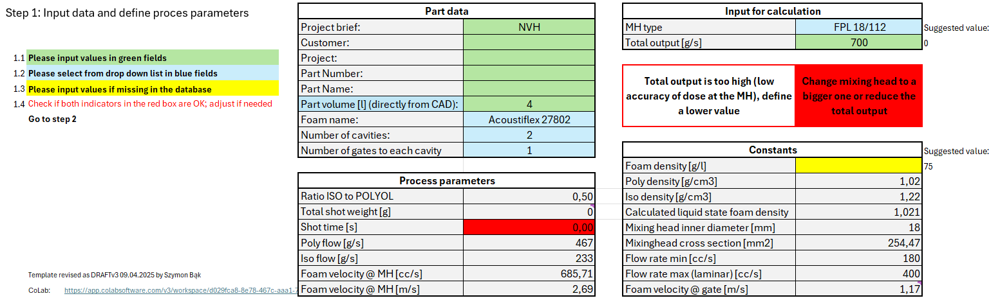 Step 1: Input data and define proces parameters
1.1 Please input values in green fields
1.2 Please select from drop down list in blue fields
1.3 Please input values if missing in the database
1.4 Check if both indicators in the red box are OK; adjust if needed
Go to step 2
Template revised as DRAFTv3 09.04.2025 by Szymon Bąk
CoLab: https://app.colabsoftware.com/v3/workspace/d029fca8-8e78-467c-aaa1-7
Part data
Project brief: NVH
Customer:
Project:
Part Number:
Part Name:
Part volume [l] (directly from CAD): 4
Foam name: Acoustiflex 27802
Number of cavities: 2
Number of gates to each cavity 1
Process parameters
Ratio ISO to POLYOL 0,50
Total shot weight [g] 0
Shot time [s] 0,00
Poly flow [g/s] 467
Iso flow [g/s] 233
Foam velocity @ MH [cc/s] 685,71
Foam velocity @ MH [m/s] 2,69
Input for calculation
MH type FPL 18/112 Suggested value:
Total output [g/s] 700 0
Total output is too high (low
accuracy of dose at the MH), define
a lower value
Change mixing head to a
bigger one or reduce the
total output
Constants Suggested value:
Foam density [g/l] 75
Poly density [g/cm3] 1,02
Iso density [g/cm3] 1,22
Calculated liquid state foam density 1,021
Mixing head inner diameter [mm] 18
Mixinghead cross section [mm2] 254,47
Flow rate min [cc/s] 180
Flow rate max (laminar) [cc/s] 400
Foam velocity @ gate [m/s] 1,17